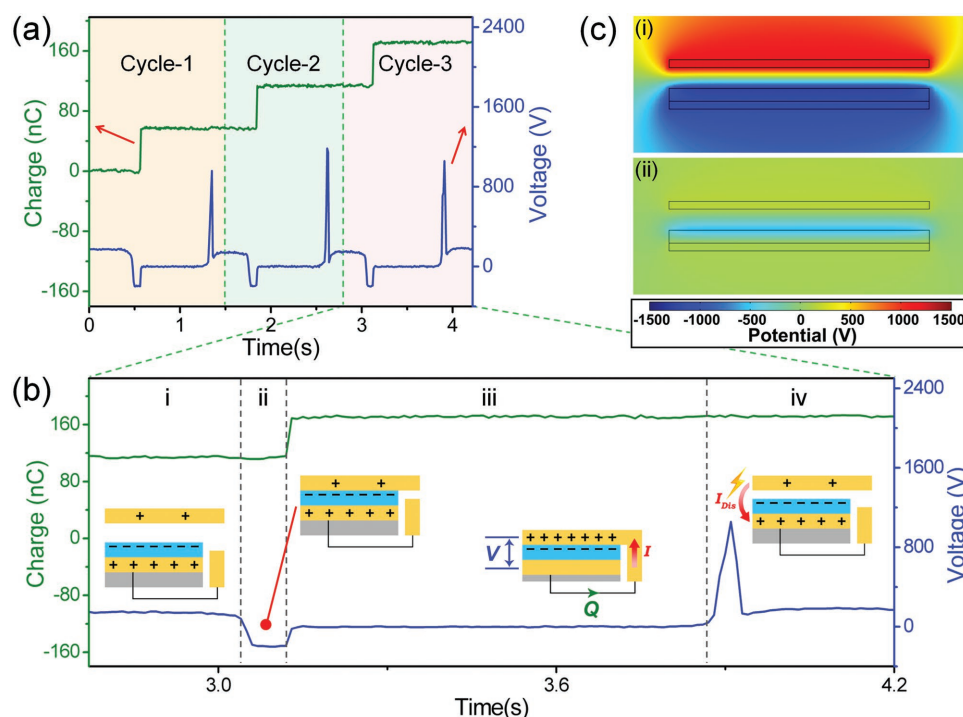 (a)
Cycle-1
Cycle-2
Cycle-3
160
80
0
-80
-160
Charge (nC)
2400
1600
800
0
Voltage (V)
0
1
2
3
4
Time(s)
(c)
(i)
(ii)
-1500 -1000 -500 0 500 1000 1500
Potential (V)
(b)
i
ii
iii
iv
160
80
0
-80
-160
Charge (nC)
2400
1600
800
0
Voltage (V)
+ +
− − − − − − −
+ + + + +
+ +
− − − − − − −
+ + + + +
+ + + + + + +
− − − − − − −
V
I
Q
I Dis
+ +
− − − − − − −
+ + + + +
3.0
3.6
4.2
Time(s)